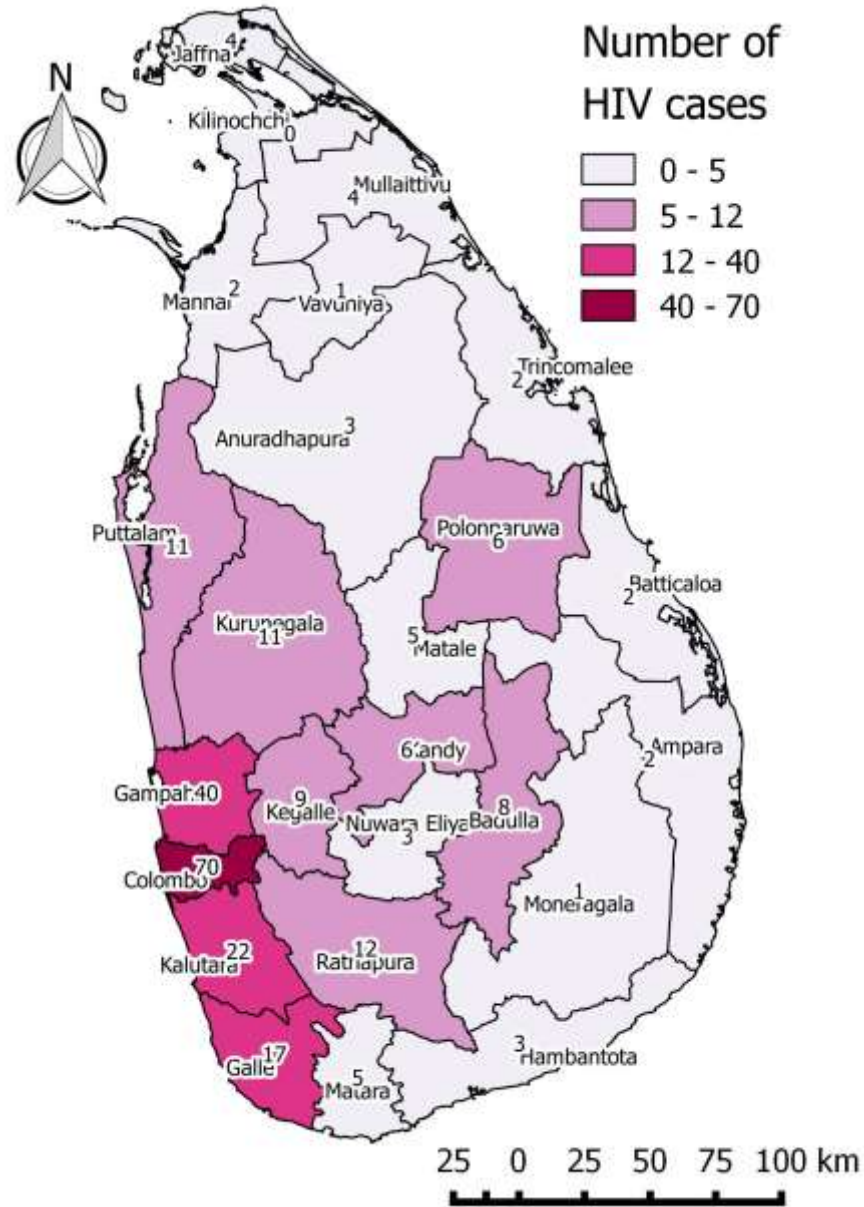 Number of
HIV cases
0 - 5
5 - 12
12 - 40
40 - 70
N
Jaffna 4
Kilinochchi
0
Mullaittivu
4
Mannar 2
1
Vavuniya
Trincomalee
2
Anuradhapura 3
Puttalam
11
Polonnaruwa
6
Kurunegala
11
Batticaloa
2
5
Matale
6 Kandy
Ampara
2
Gampaha 40
9
Kegalle
Nuwara Eliya
3
8
Badulla
70
Colombo
1
Moneragala
22
Kalutara
12
Ratnapura
17
Galle
3
Hambantota
5
Matara
25 0 25 50 75 100 km